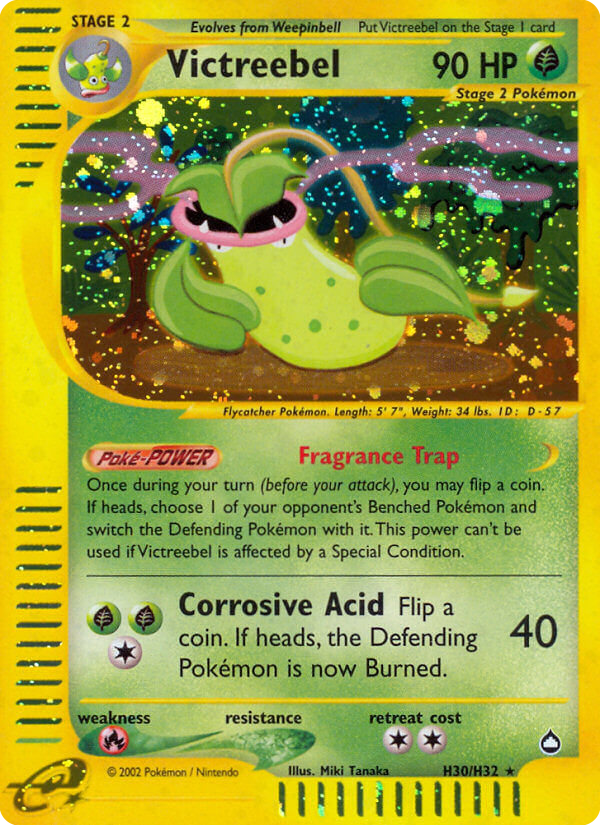 STAGE 2
Evolves from Weepinbell Put Victreebel on the Stage 1 card
Victreebel 90 HP
Stage 2 Pokémon
Flycatcher Pokémon. Length: 5' 7", Weight: 34 lbs. ID: D-57
Poké-POWER Fragrance Trap
Once during your turn (before your attack), you may flip a coin.
If heads, choose 1 of your opponent's Benched Pokémon and
switch the Defending Pokémon with it. This power can't be
used if Victreebel is affected by a Special Condition.
Corrosive Acid Flip a
coin. If heads, the Defending 40
Pokémon is now Burned.
weakness resistance retreat cost
© 2002 Pokémon / Nintendo Illus. Miki Tanaka H30/H32 ★